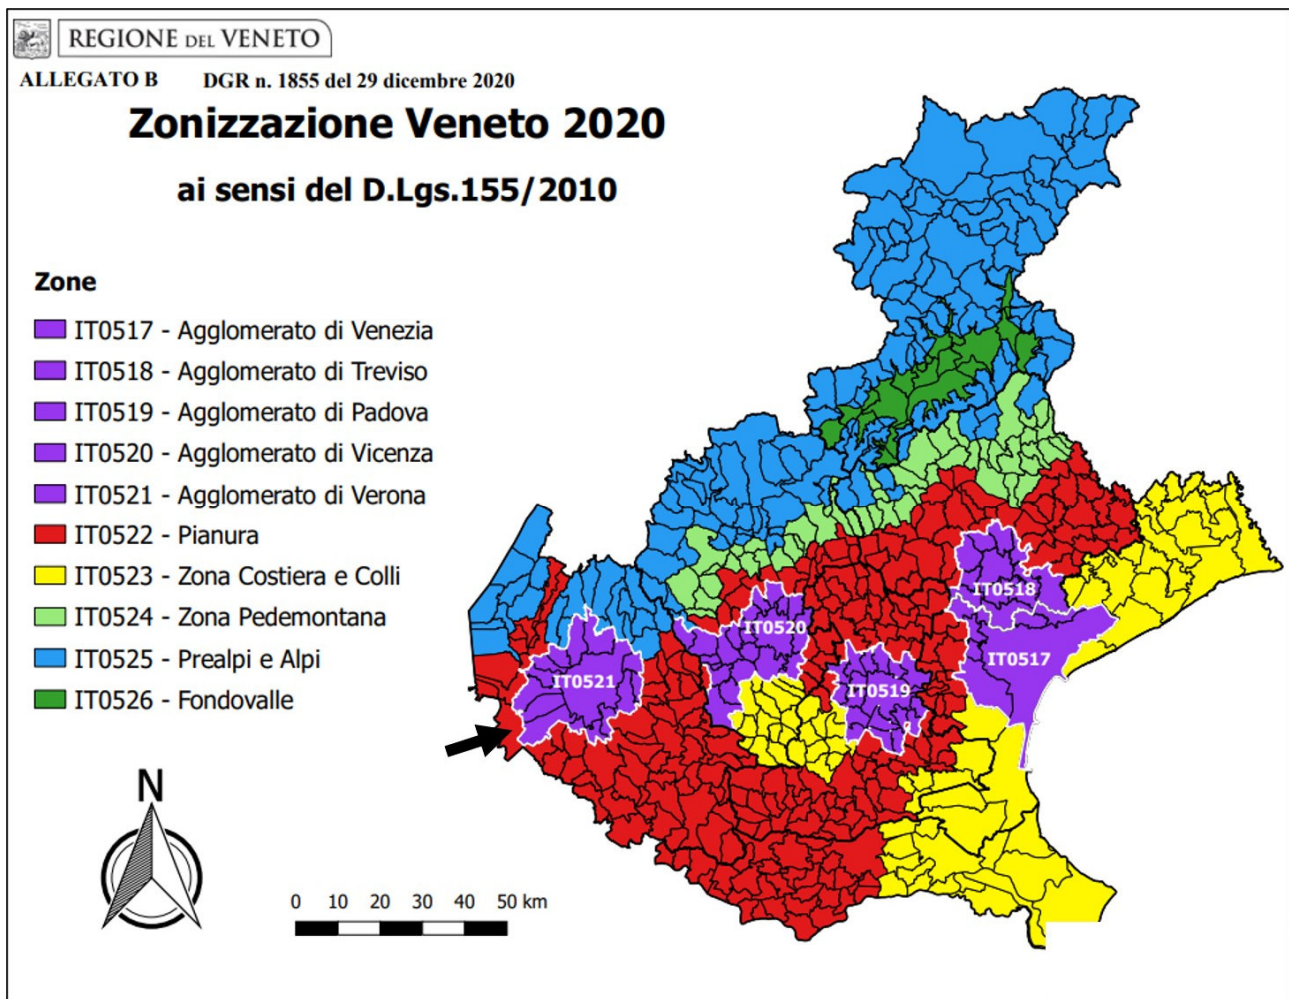 REGIONE DEL VENETO
ALLEGATO B DGR n. 1855 del 29 dicembre 2020
Zonizzazione Veneto 2020
ai sensi del D.Lgs.155/2010
Zone
IT0517 - Agglomerato di Venezia
IT0518 - Agglomerato di Treviso
IT0519 - Agglomerato di Padova
IT0520 - Agglomerato di Vicenza
IT0521 - Agglomerato di Verona
IT0522 - Pianura
IT0523 - Zona Costiera e Colli
IT0524 - Zona Pedemontana
IT0525 - Prealpi e Alpi
IT0526 - Fondovalle
IT0518
IT0520
IT0517
IT0521
IT0519
N
0 10 20 30 40 50 km